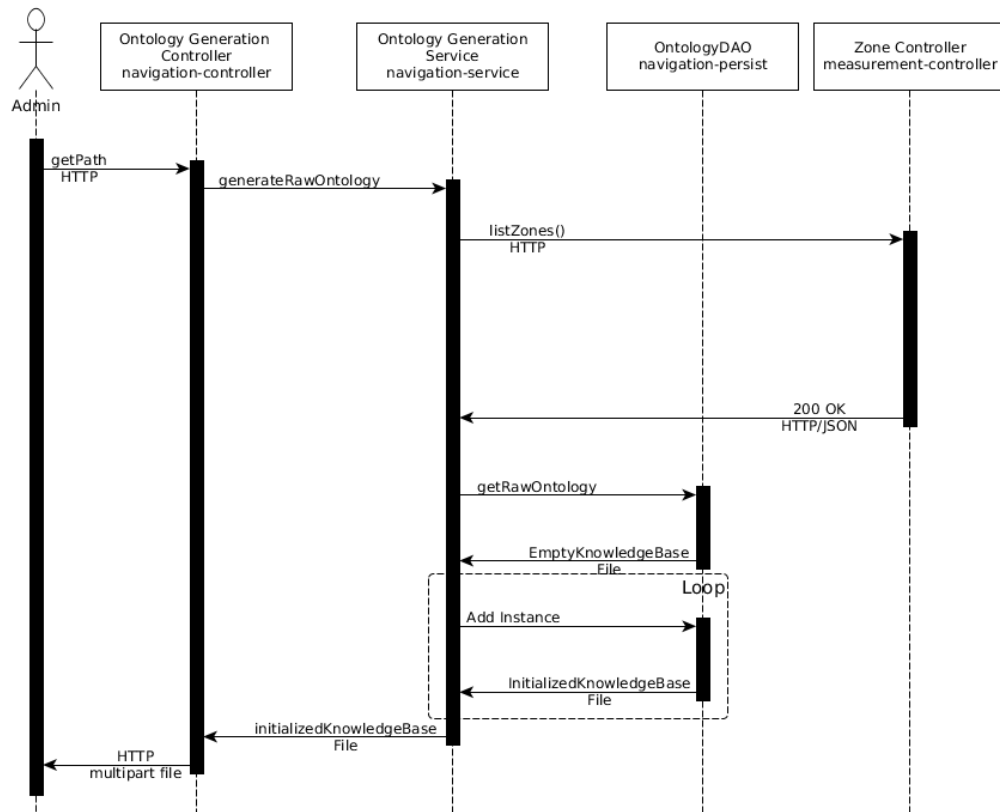 Ontology Generation
Controller
navigation-controller
Ontology Generation
Service
navigation-service
OntologyDAO
navigation-persist
Zone Controller
measurement-controller
Admin
getPath
HTTP
generateRawOntology
listZones()
HTTP
200 OK
HTTP/JSON
getRawOntology
EmptyKnowledgeBase
File
Loop
Add Instance
InitializedKnowledgeBase
File
initializedKnowledgeBase
File
HTTP
multipart file